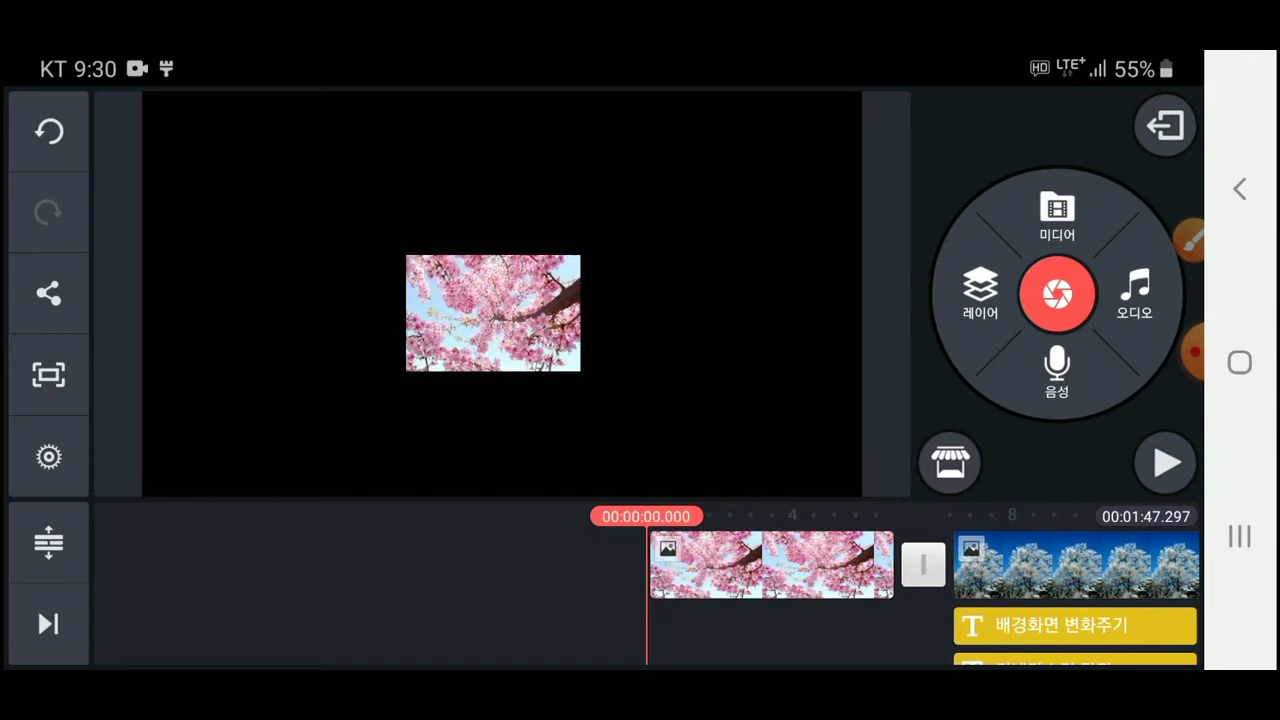 KT 9:30
HD LTE+ 55%
미디어
레이어
오디오
음성
00:00:00.000
4
8
00:01:47.297
T 배경화면 변화주기